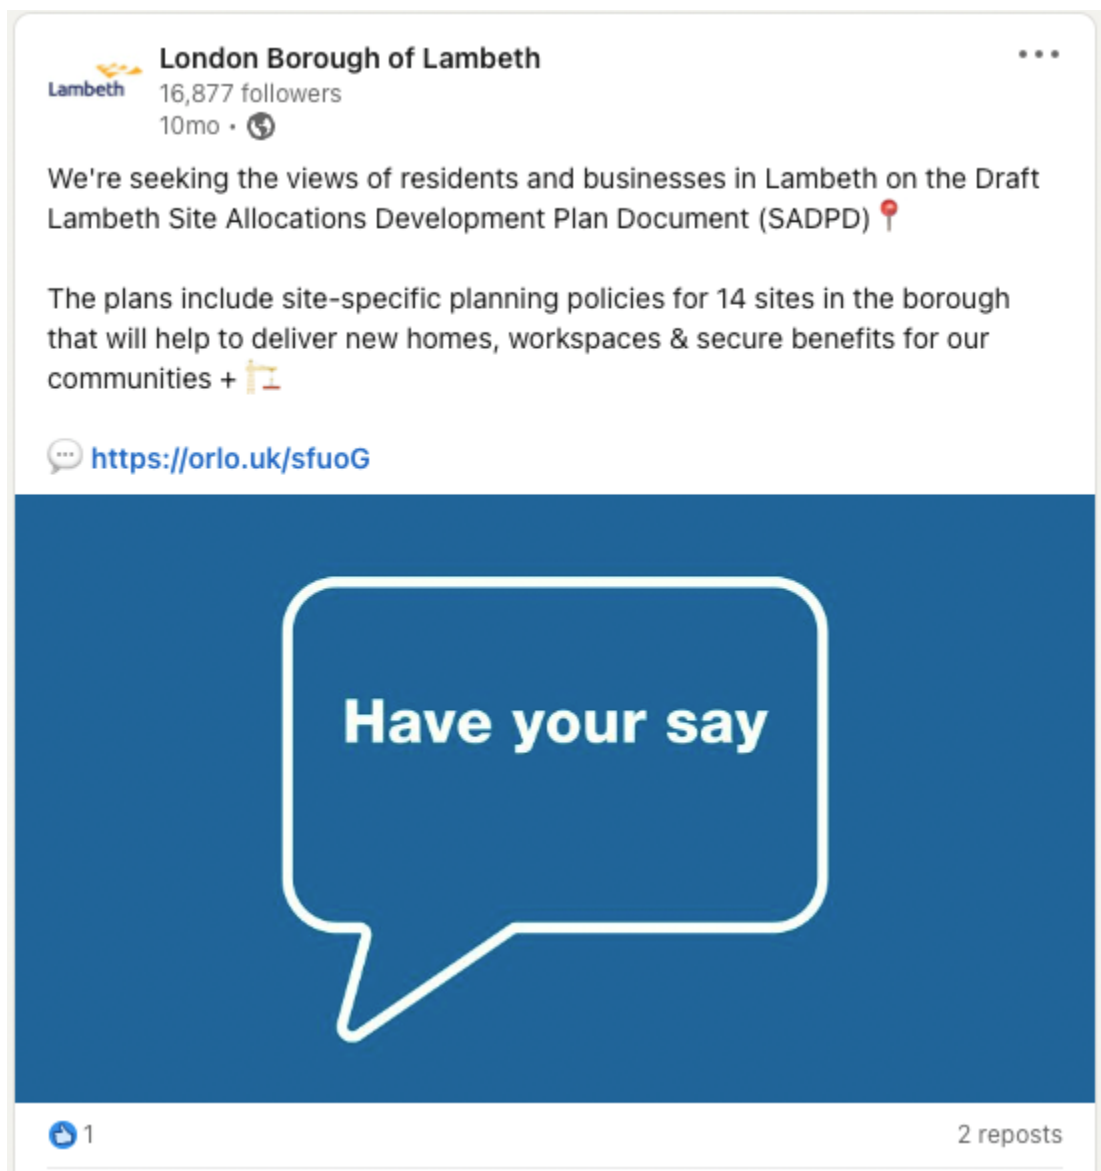 Lambeth
London Borough of Lambeth
16,877 followers
10mo •
We're seeking the views of residents and businesses in Lambeth on the Draft
Lambeth Site Allocations Development Plan Document (SADPD)📍
The plans include site-specific planning policies for 14 sites in the borough
that will help to deliver new homes, workspaces & secure benefits for our
communities + 🏗️
💬 https://orlo.uk/sfuoG
Have your say
1
2 reposts